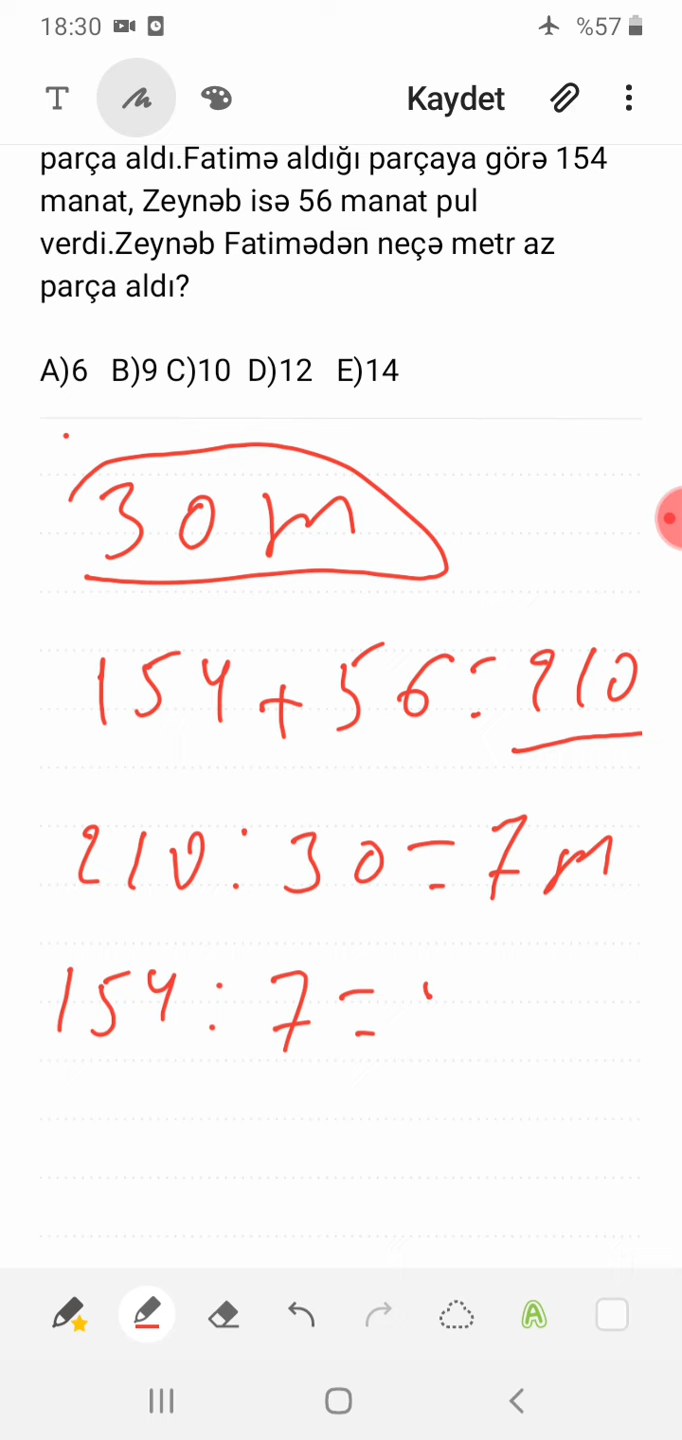 18:30 %57
T Kaydet
parça aldı.Fatimə aldığı parçaya görə 154
manat, Zeynəb isə 56 manat pul
verdi.Zeynəb Fatimədən neçə metr az
parça aldı?
A)6 B)9 C)10 D)12 E)14
30 m
154 + 56 = 210
210 : 30 = 7 m
154 : 7 =
A